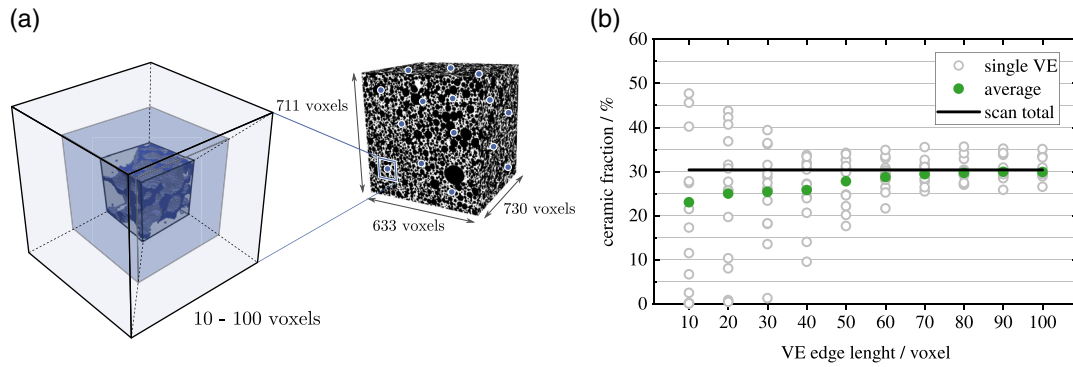 (a)
711 voxels
633 voxels
730 voxels
10 - 100 voxels
(b)
ceramic fraction / %
60
50
40
30
20
10
0
single VE
average
scan total
10 20 30 40 50 60 70 80 90 100
VE edge lenght / voxel